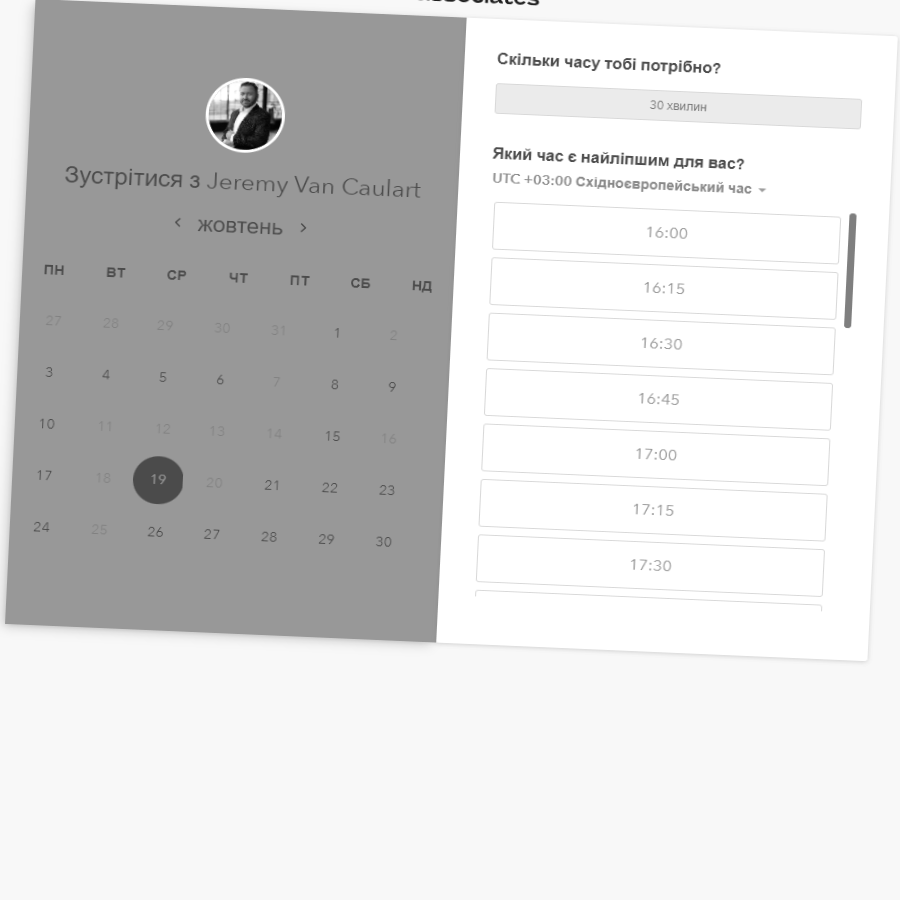 Зустрітися з Jeremy Van Caulart
‹ жовтень ›
ПН ВТ СР ЧТ ПТ СБ НД
27 28 29 30 31 1 2
3 4 5 6 7 8 9
10 11 12 13 14 15 16
17 18 19 20 21 22 23
24 25 26 27 28 29 30
Скільки часу тобі потрібно?
30 хвилин
Який час є найліпшим для вас?
UTC +03:00 Східноєвропейський час
16:00
16:15
16:30
16:45
17:00
17:15
17:30